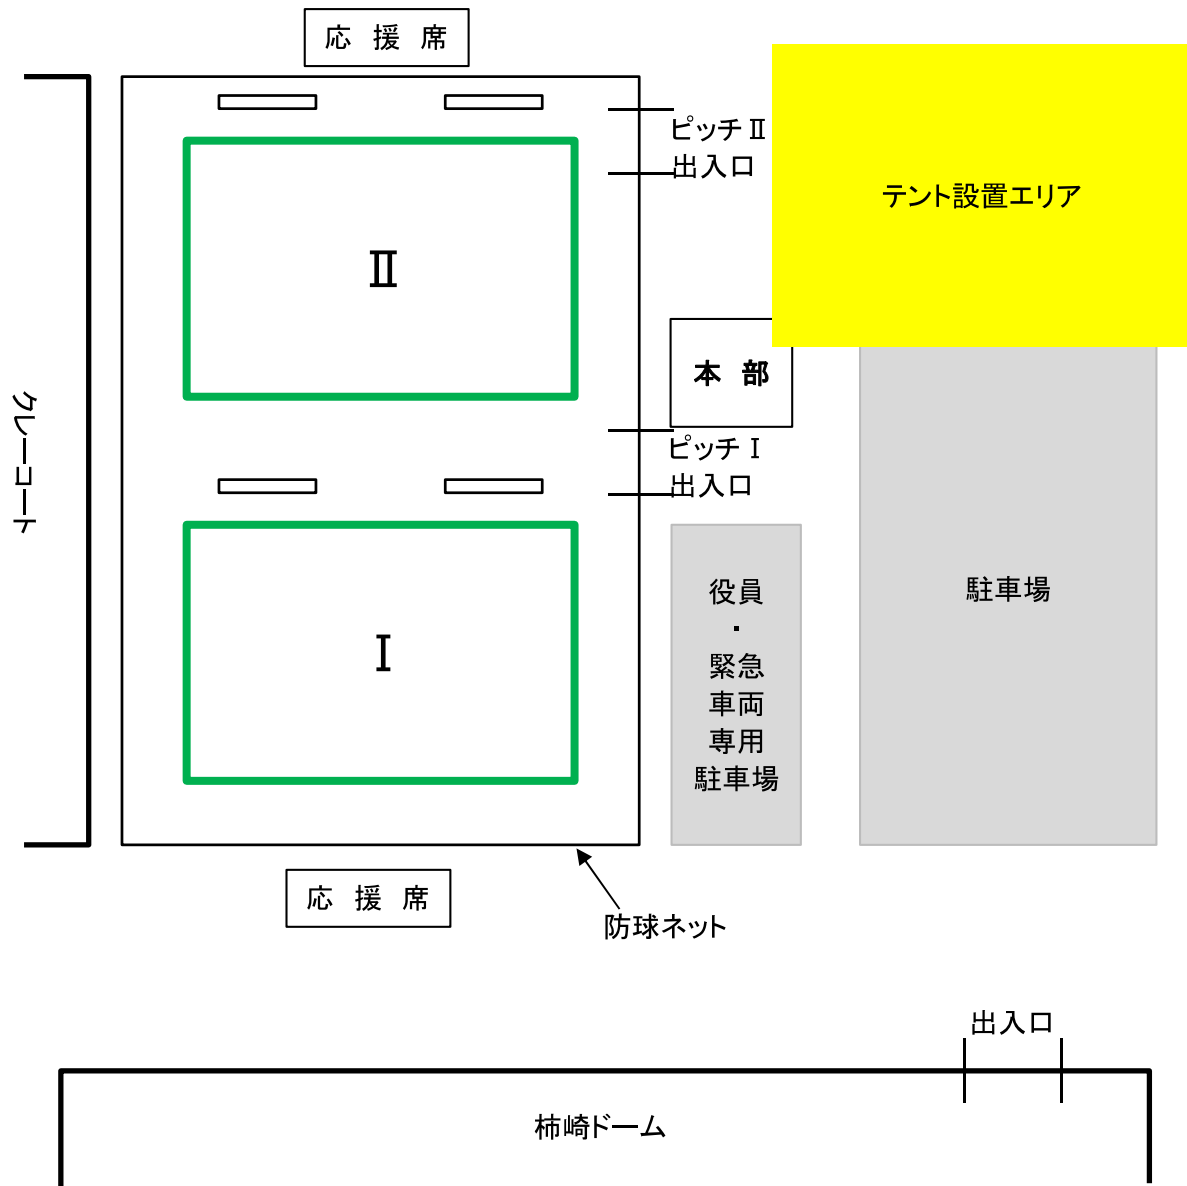 応 援 席
ピッチⅡ
出入口
テント設置エリア
Ⅱ
本 部
クレーコート
ピッチⅠ
出入口
Ⅰ
役員
・
緊急
車両
専用
駐車場
駐車場
応 援 席
防球ネット
出入口
柿崎ドーム